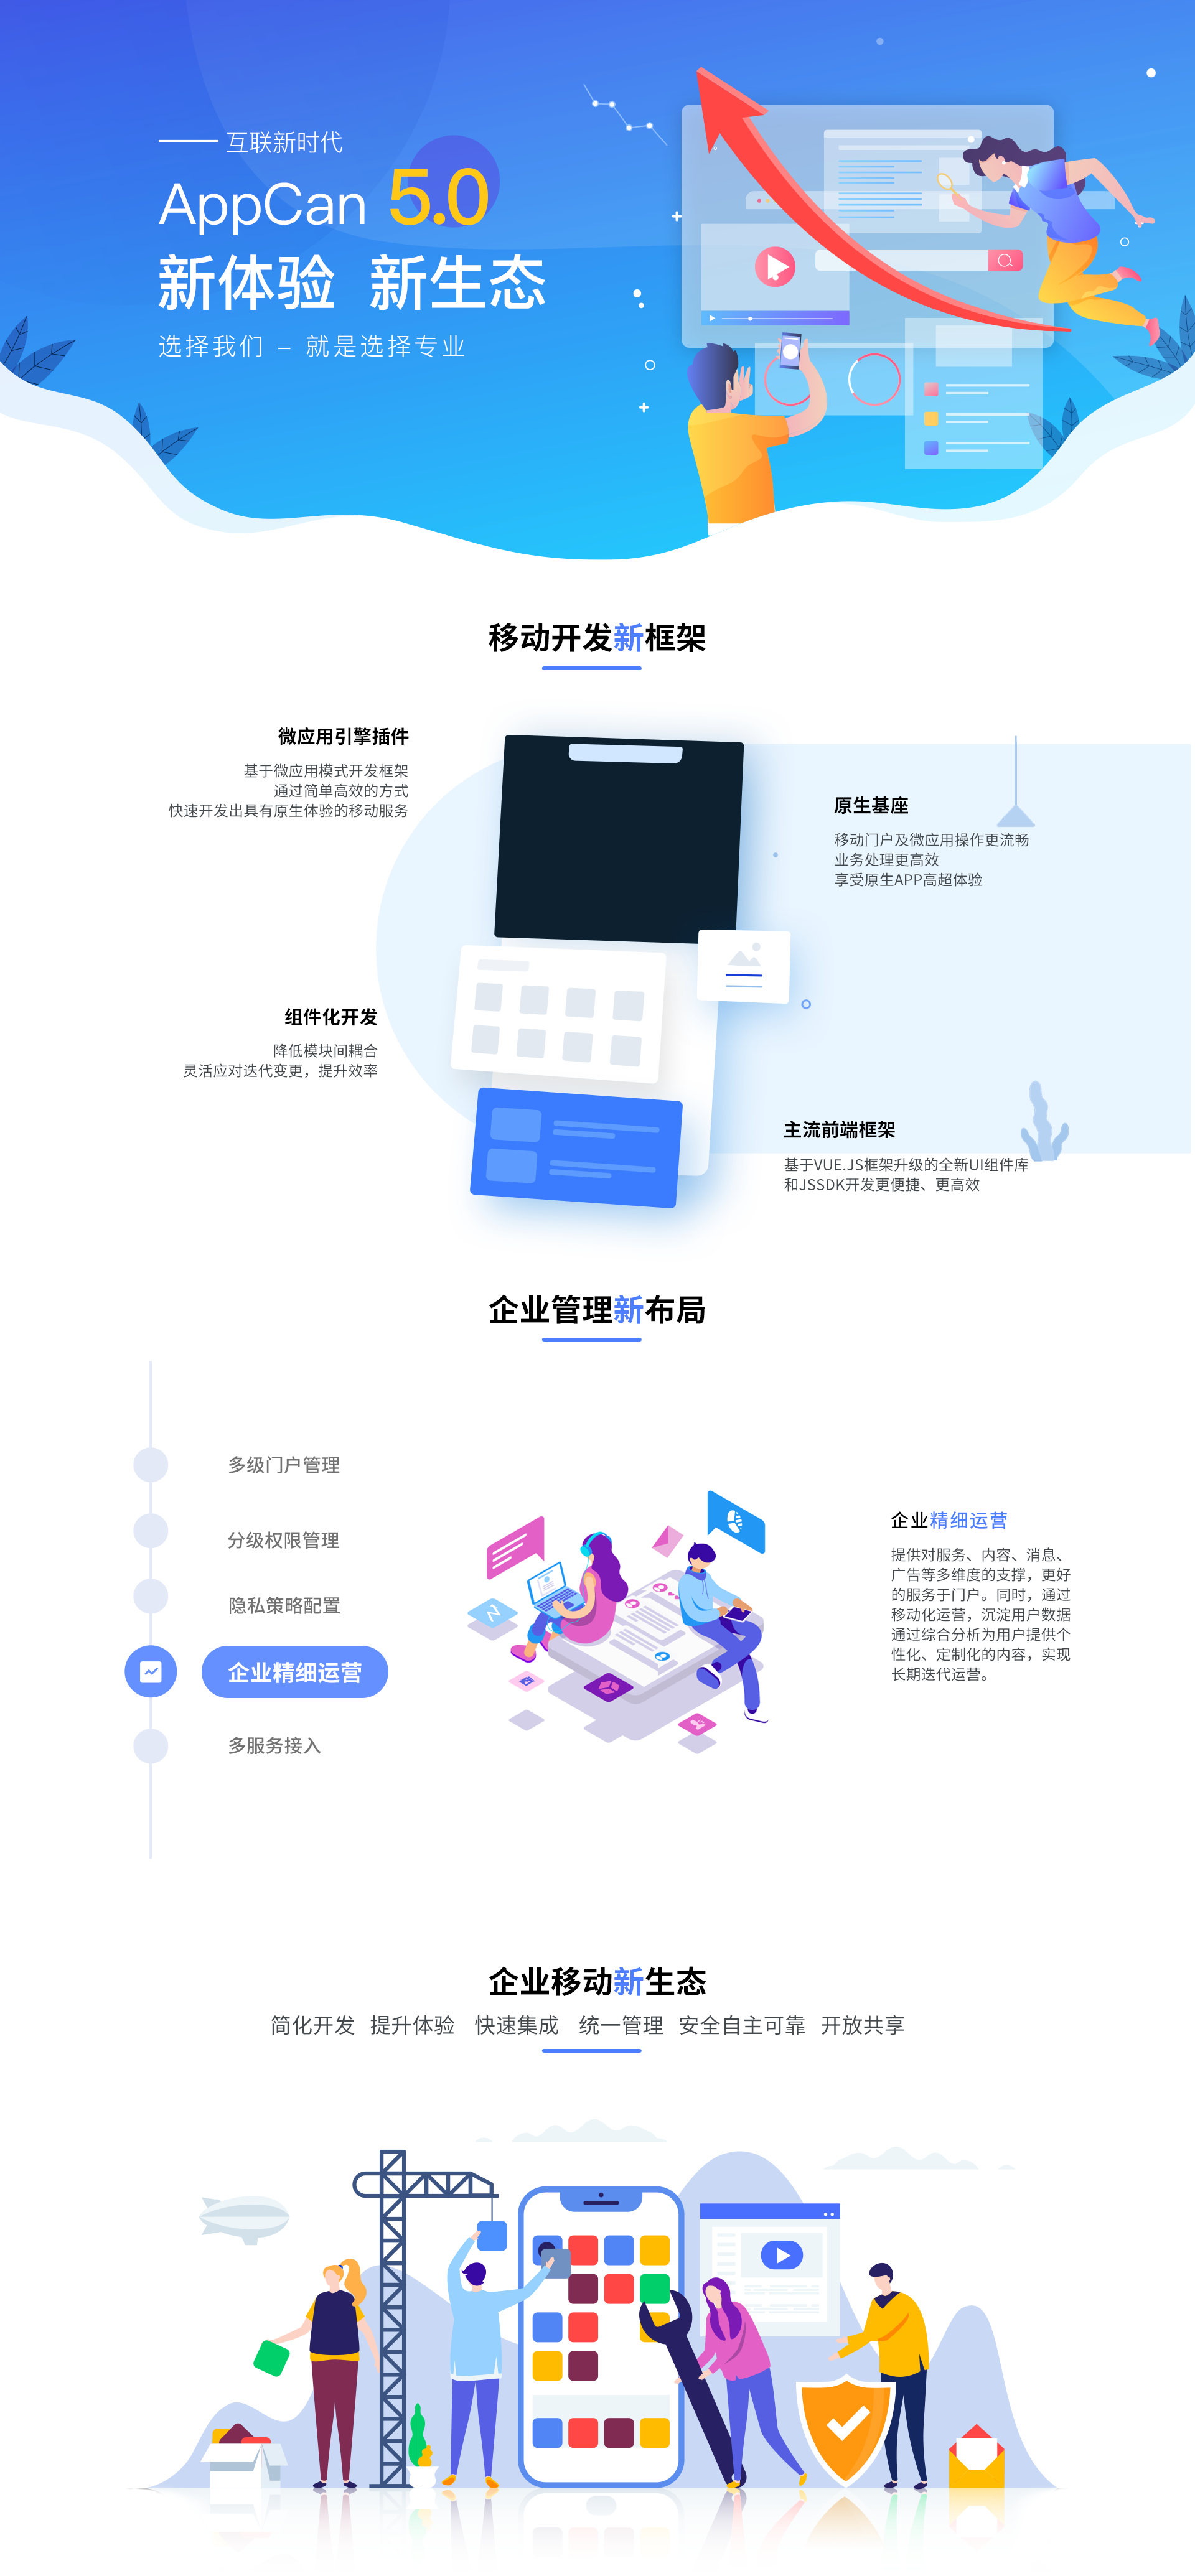 互联新时代
AppCan 5.0
新体验 新生态
选择我们 – 就是选择专业
移动开发新框架
微应用引擎插件
基于微应用模式开发框架
通过简单高效的方式
快速开发出具有原生体验的移动服务
原生基座
移动门户及微应用操作更流畅
业务处理更高效
享受原生APP高超体验
组件化开发
降低模块间耦合
灵活应对迭代变更，提升效率
主流前端框架
基于VUE.JS框架升级的全新UI组件库
和JSSDK开发更便捷、更高效
企业管理新布局
多级门户管理
分级权限管理
隐私策略配置
企业精细运营
多服务接入
企业精细运营
提供对服务、内容、消息、
广告等多维度的支撑，更好
的服务于门户。同时，通过
移动化运营，沉淀用户数据
通过综合分析为用户提供个
性化、定制化的内容，实现
长期迭代运营。
企业移动新生态
简化开发 提升体验 快速集成 统一管理 安全自主可靠 开放共享